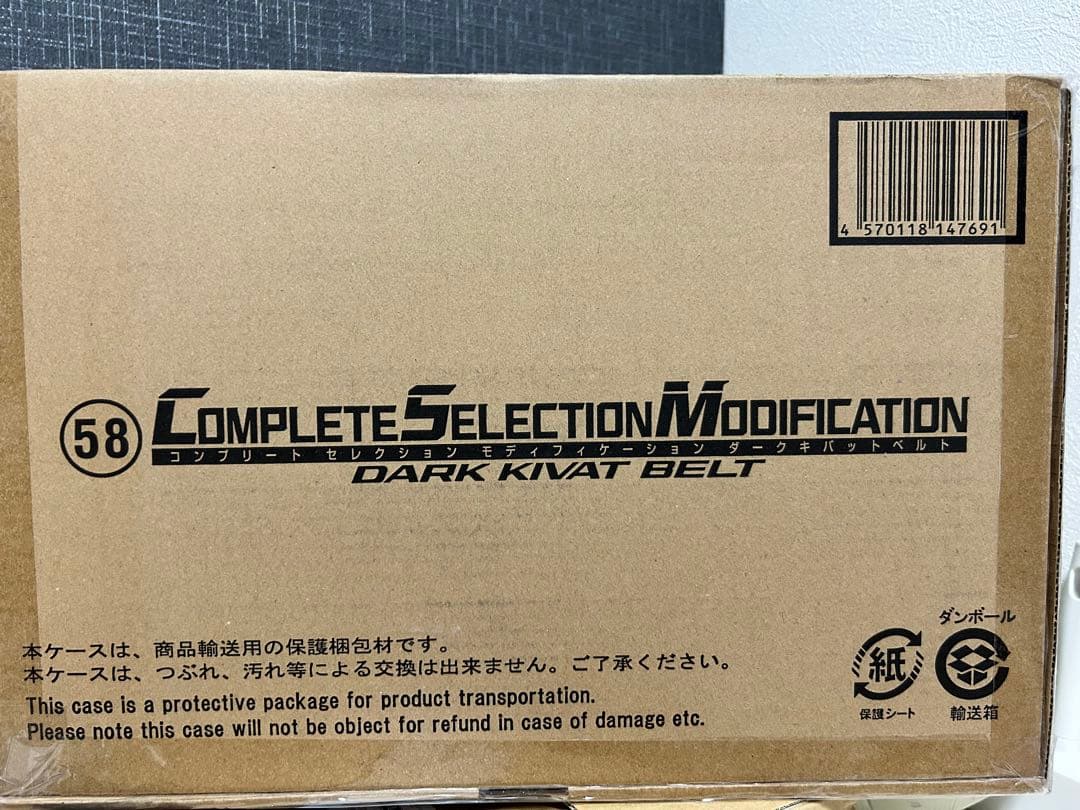 4 570118 147691
58 COMPLETE SELECTION MODIFICATION
コンプリート セレクション モディフィケーション ダークキバットベルト
DARK KIVAT BELT
本ケースは、商品輸送用の保護梱包材です。
本ケースは、つぶれ、汚れ等による交換は出来ません。ご了承ください。
This case is a protective package for product transportation.
Please note this case will not be object for refund in case of damage etc.
紙
保護シート
ダンボール
輸送箱